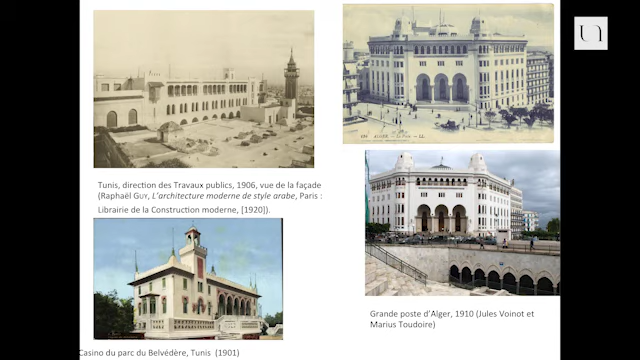 Tunis, direction des Travaux publics, 1906, vue de la façade
(Raphaël GUY, L'architecture moderne de style arabe, Paris :
Librairie de la Construction moderne, [1920]).
Casino du parc du Belvédère, Tunis (1901)
ALGER
LL
Grande poste d'Alger, 1910 (Jules Voinot et
Marius Toudoire)